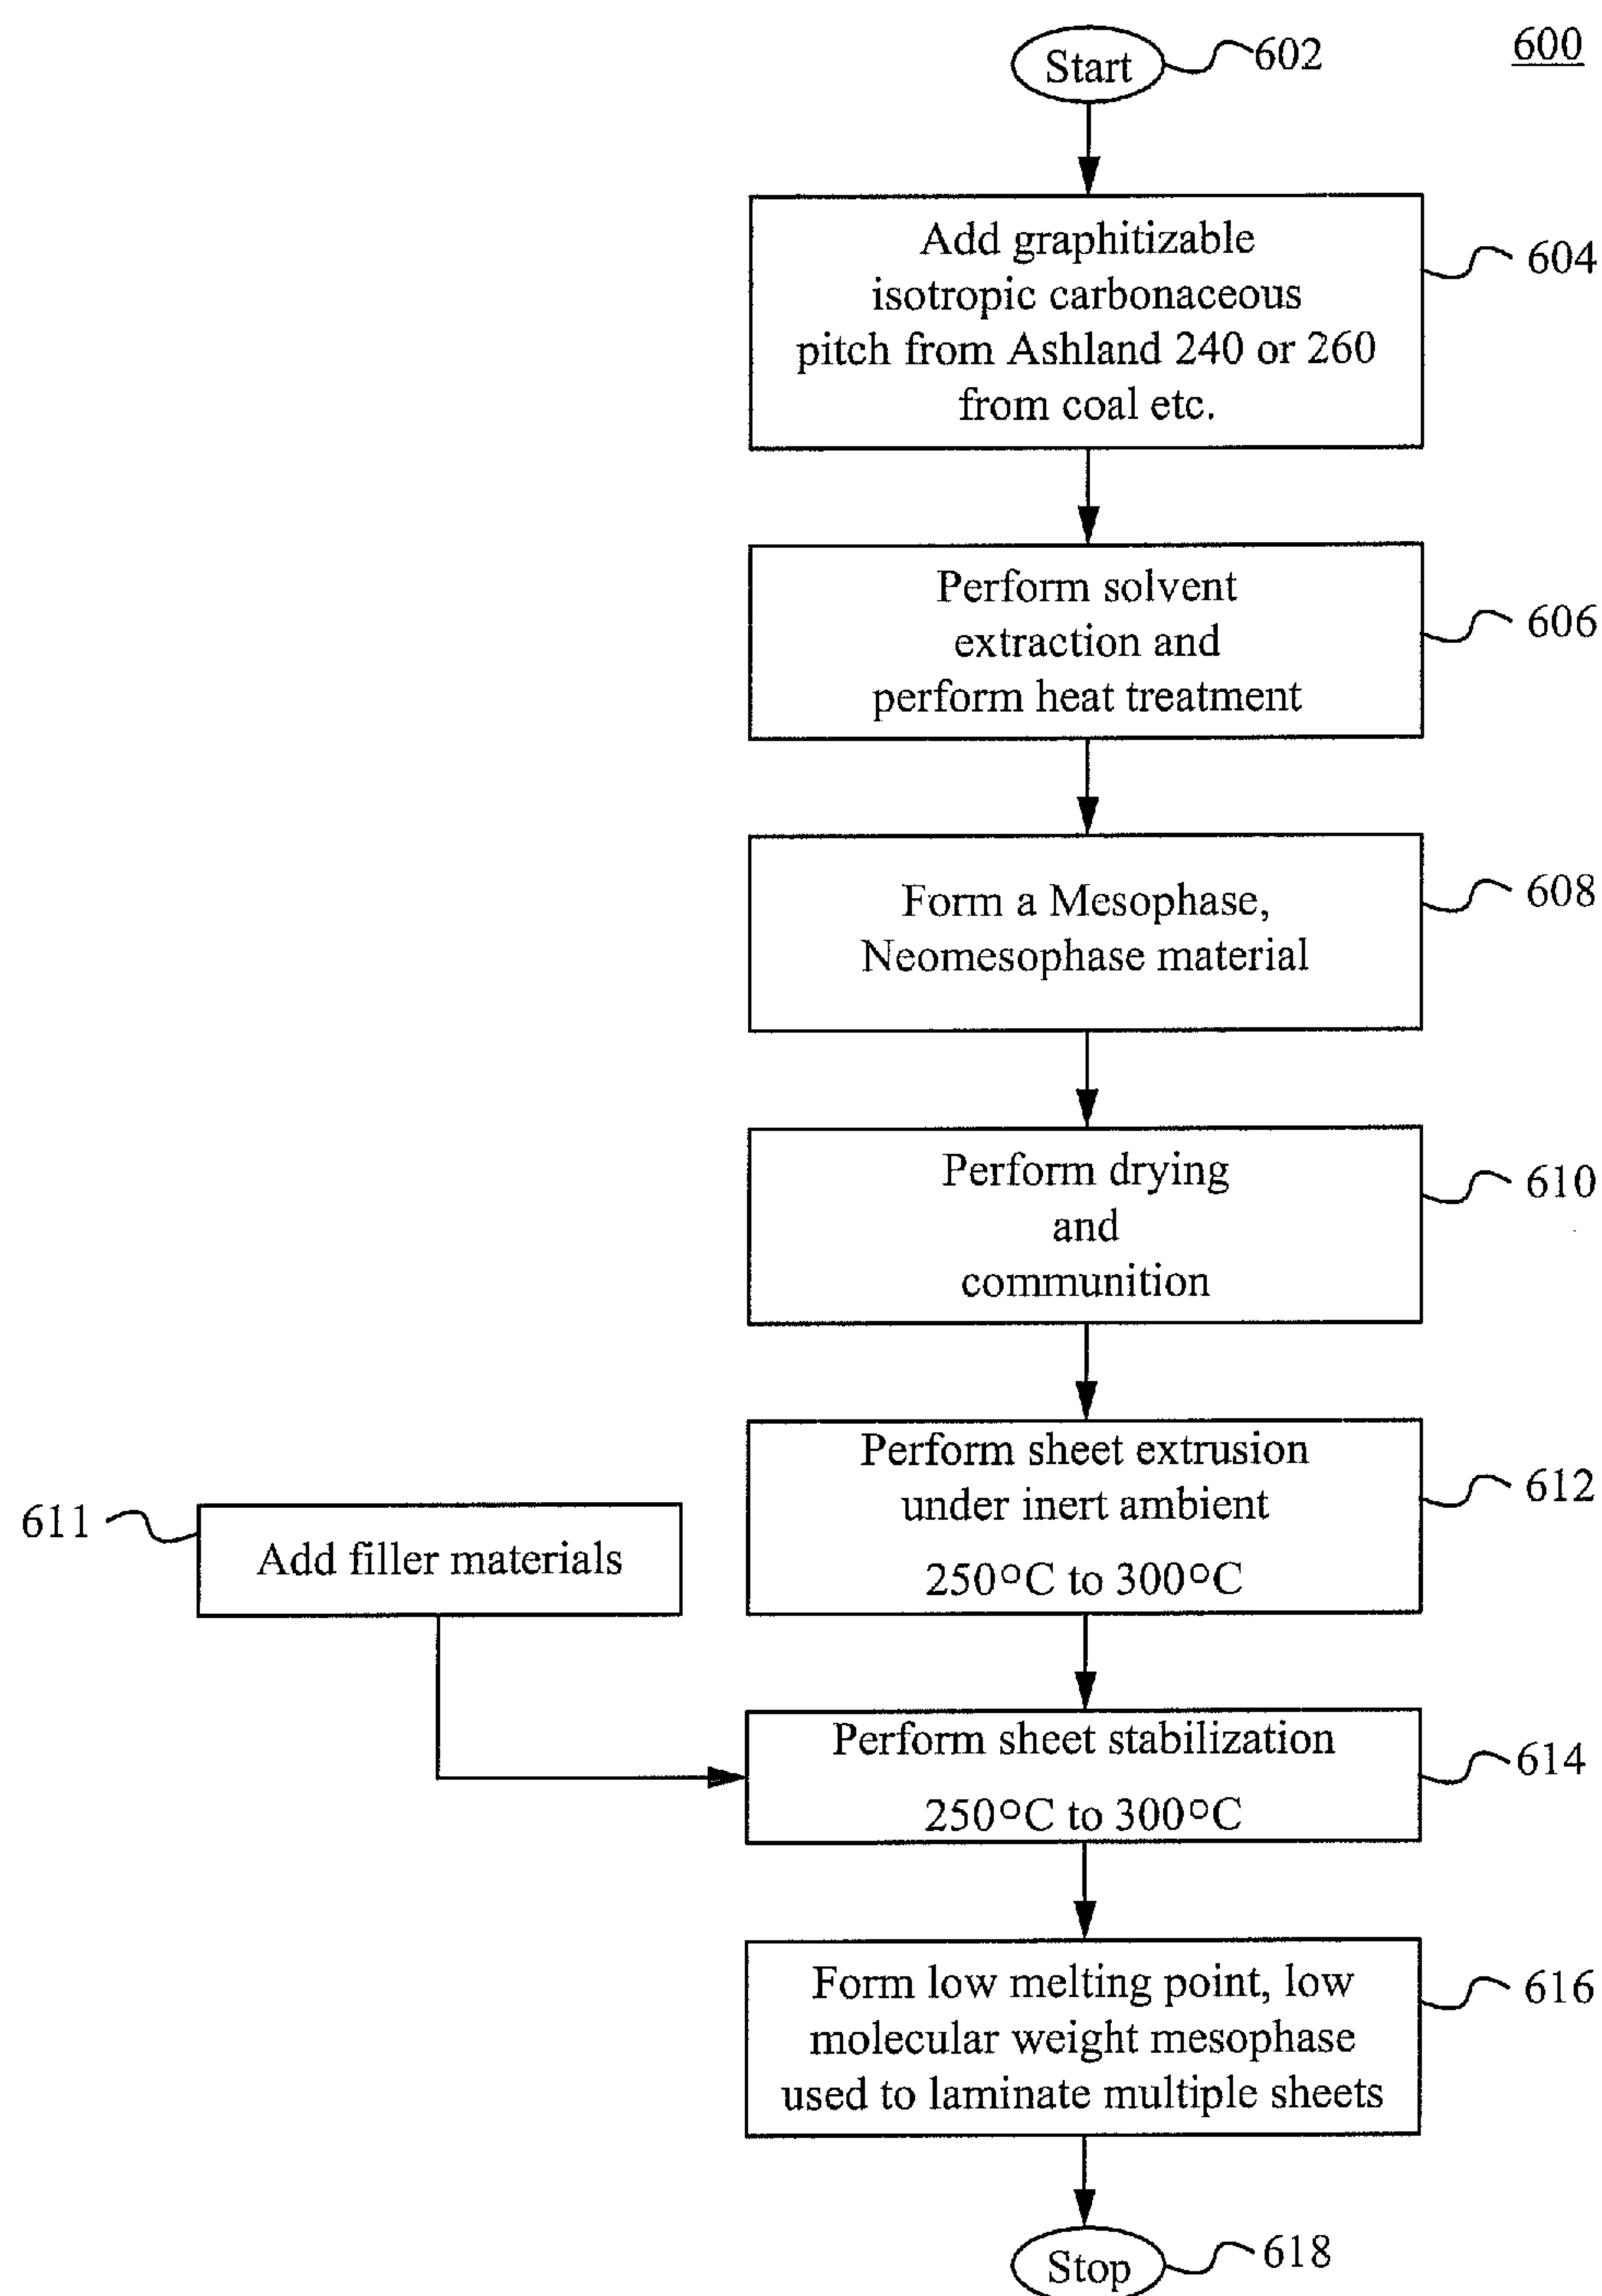 600
Start
602
Add graphitizable
isotropic carbonaceous
pitch from Ashland 240 or 260
from coal etc.
604
Perform solvent
extraction and
perform heat treatment
606
Form a Mesophase,
Neomesophase material
608
Perform drying
and
communition
610
Perform sheet extrusion
under inert ambient
250°C to 300°C
612
611
Add filler materials
Perform sheet stabilization
250°C to 300°C
614
Form low melting point, low
molecular weight mesophase
used to laminate multiple sheets
616
Stop
618